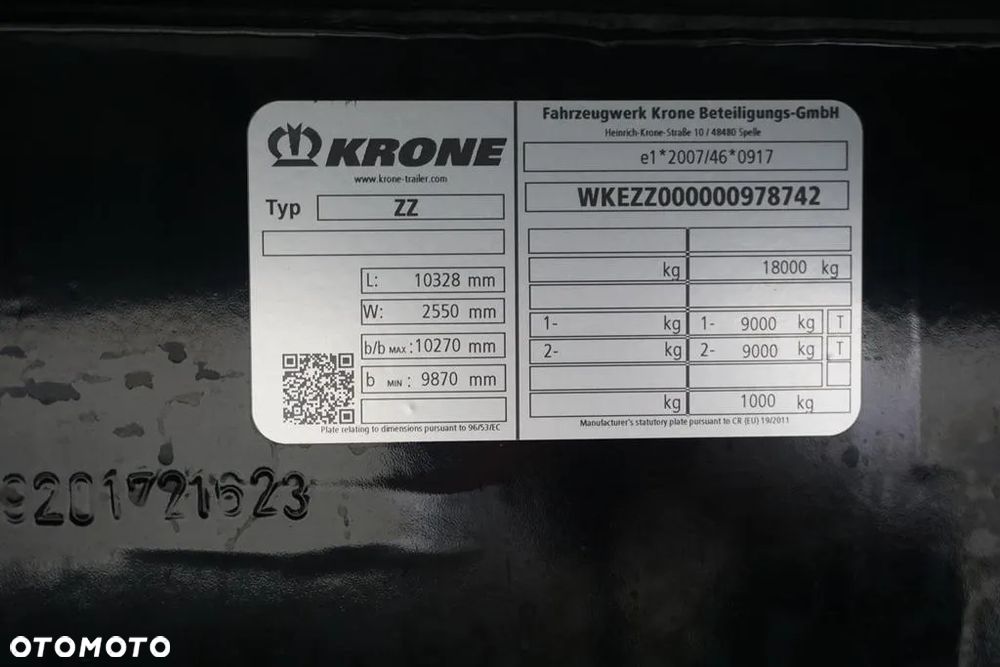 KRONE
www.krone-trailer.com
Typ ZZ
L: 10328 mm
W: 2550 mm
b/b MAX : 10270 mm
b MIN : 9870 mm
Plate relating to dimensions pursuant to 96/53/EC
Fahrzeugwerk Krone Beteiligungs-GmbH
Heinrich-Krone-Straße 10 / 48480 Spelle
e1*2007/46*0917
WKEZZ000000978742
kg 18000 kg
1- kg 1- 9000 kg T
2- kg 2- 9000 kg T
kg 1000 kg
Manufacturer's statutory plate pursuant to CR (EU) 19/2011
OTOMOTO